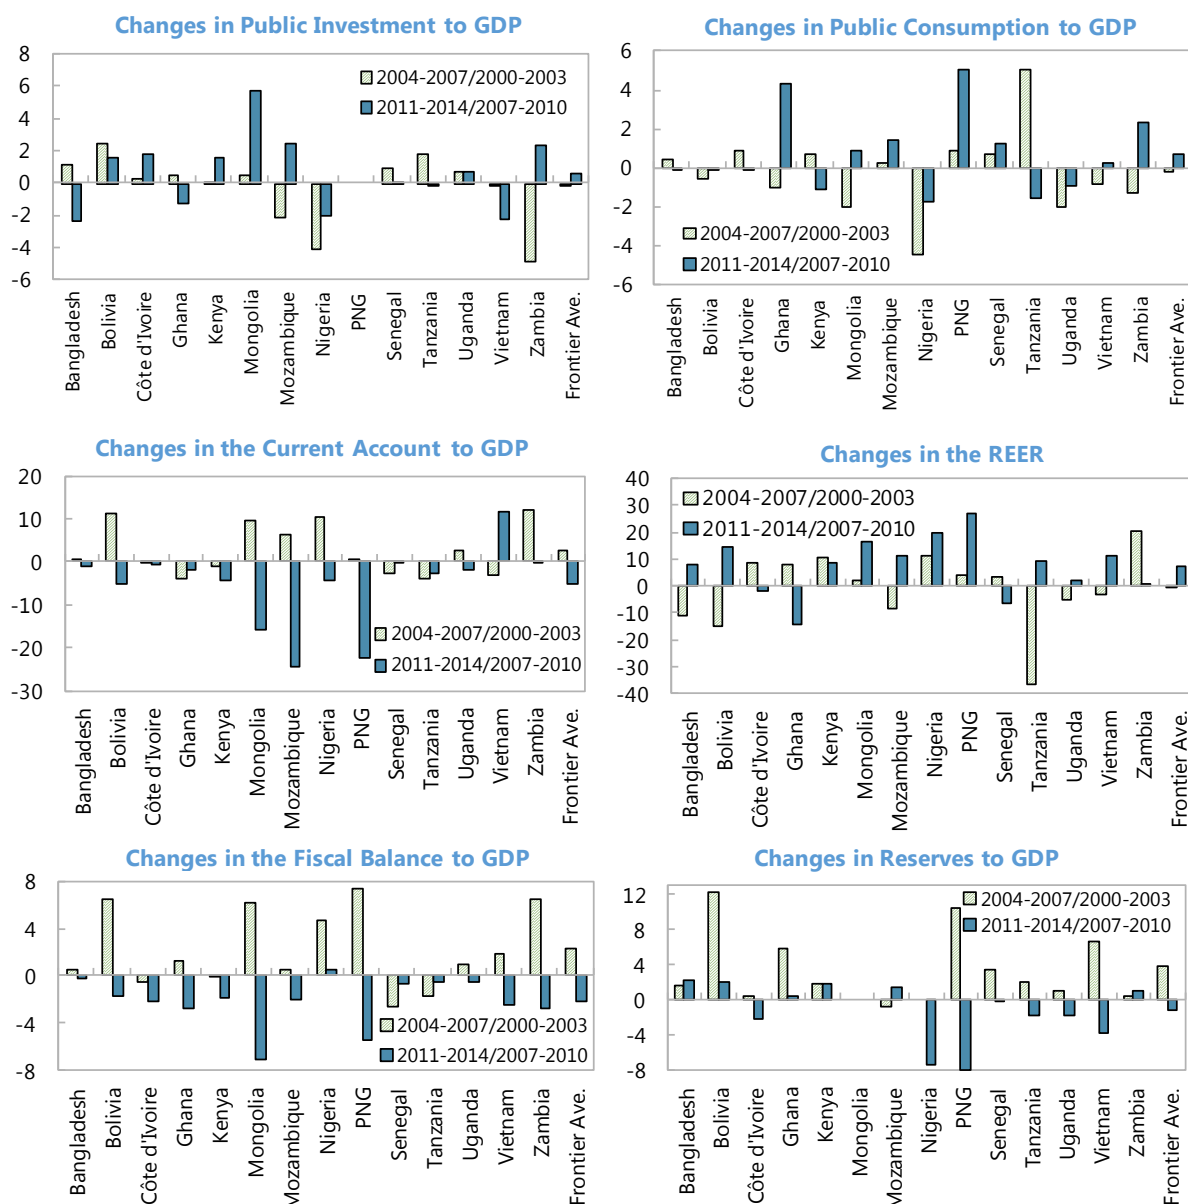 Changes in Public Investment to GDP
8
6
4
2
0
-2
-4
-6
2004-2007/2000-2003
2011-2014/2007-2010
Bangladesh
Bolivia
Côte d'Ivoire
Ghana
Kenya
Mongolia
Mozambique
Nigeria
PNG
Senegal
Tanzania
Uganda
Vietnam
Zambia
Frontier Ave.
Changes in Public Consumption to GDP
6
4
2
0
-2
-4
-6
2004-2007/2000-2003
2011-2014/2007-2010
Bangladesh
Bolivia
Côte d'Ivoire
Ghana
Kenya
Mongolia
Mozambique
Nigeria
PNG
Senegal
Tanzania
Uganda
Vietnam
Zambia
Frontier Ave.
Changes in the Current Account to GDP
20
10
0
-10
-20
-30
2004-2007/2000-2003
2011-2014/2007-2010
Bangladesh
Bolivia
Côte d'Ivoire
Ghana
Kenya
Mongolia
Mozambique
Nigeria
PNG
Senegal
Tanzania
Uganda
Vietnam
Zambia
Frontier Ave.
Changes in the REER
40
30
20
10
0
-10
-20
-30
-40
2004-2007/2000-2003
2011-2014/2007-2010
Bangladesh
Bolivia
Côte d'Ivoire
Ghana
Kenya
Mongolia
Mozambique
Nigeria
PNG
Senegal
Tanzania
Uganda
Vietnam
Zambia
Frontier Ave.
Changes in the Fiscal Balance to GDP
8
4
0
-4
-8
2004-2007/2000-2003
2011-2014/2007-2010
Bangladesh
Bolivia
Côte d'Ivoire
Ghana
Kenya
Mongolia
Mozambique
Nigeria
PNG
Senegal
Tanzania
Uganda
Vietnam
Zambia
Frontier Ave.
Changes in Reserves to GDP
12
8
4
0
-4
-8
2004-2007/2000-2003
2011-2014/2007-2010
Bangladesh
Bolivia
Côte d'Ivoire
Ghana
Kenya
Mongolia
Mozambique
Nigeria
PNG
Senegal
Tanzania
Uganda
Vietnam
Zambia
Frontier Ave.